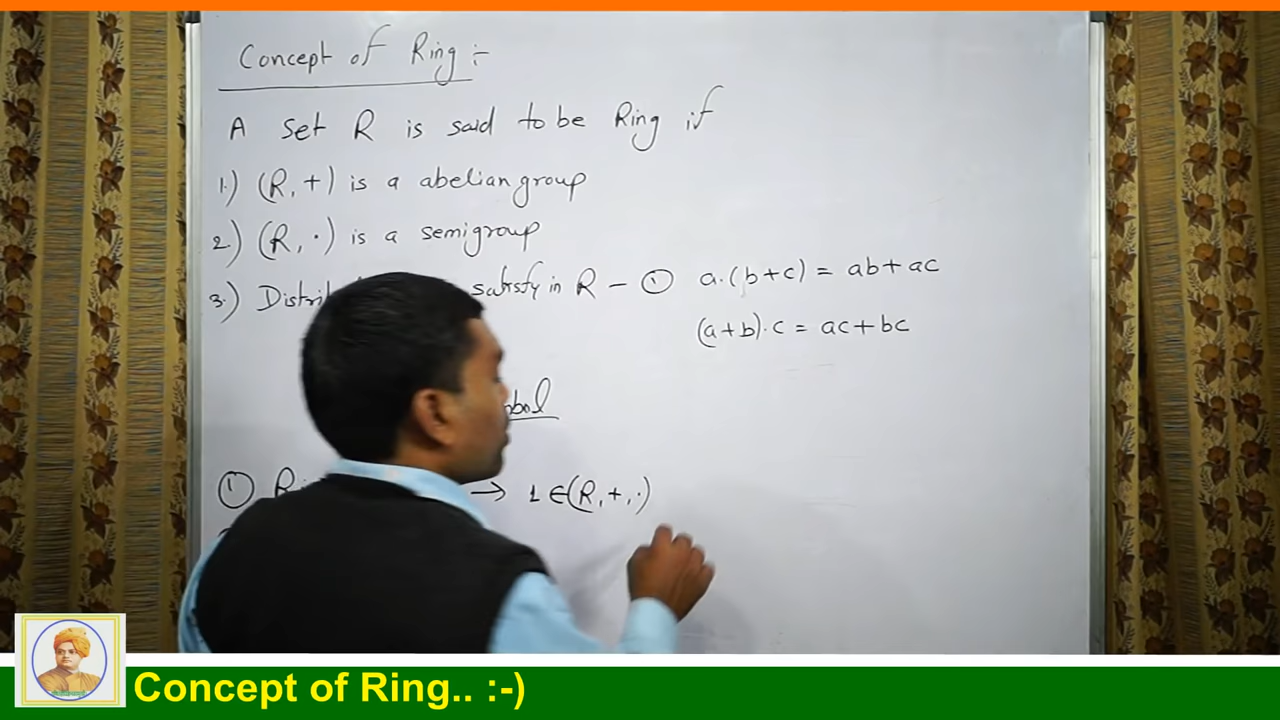 Concept of Ring :-
A set R is said to be Ring if
1.) (R, +) is a abelian group
2.) (R, ·) is a semigroup
3.) satisfy in R - ① a.(b+c) = ab+ac
(a+b).c = ac+bc
① → 1 ∈ (R, +, ·)
Concept of Ring.. :-)